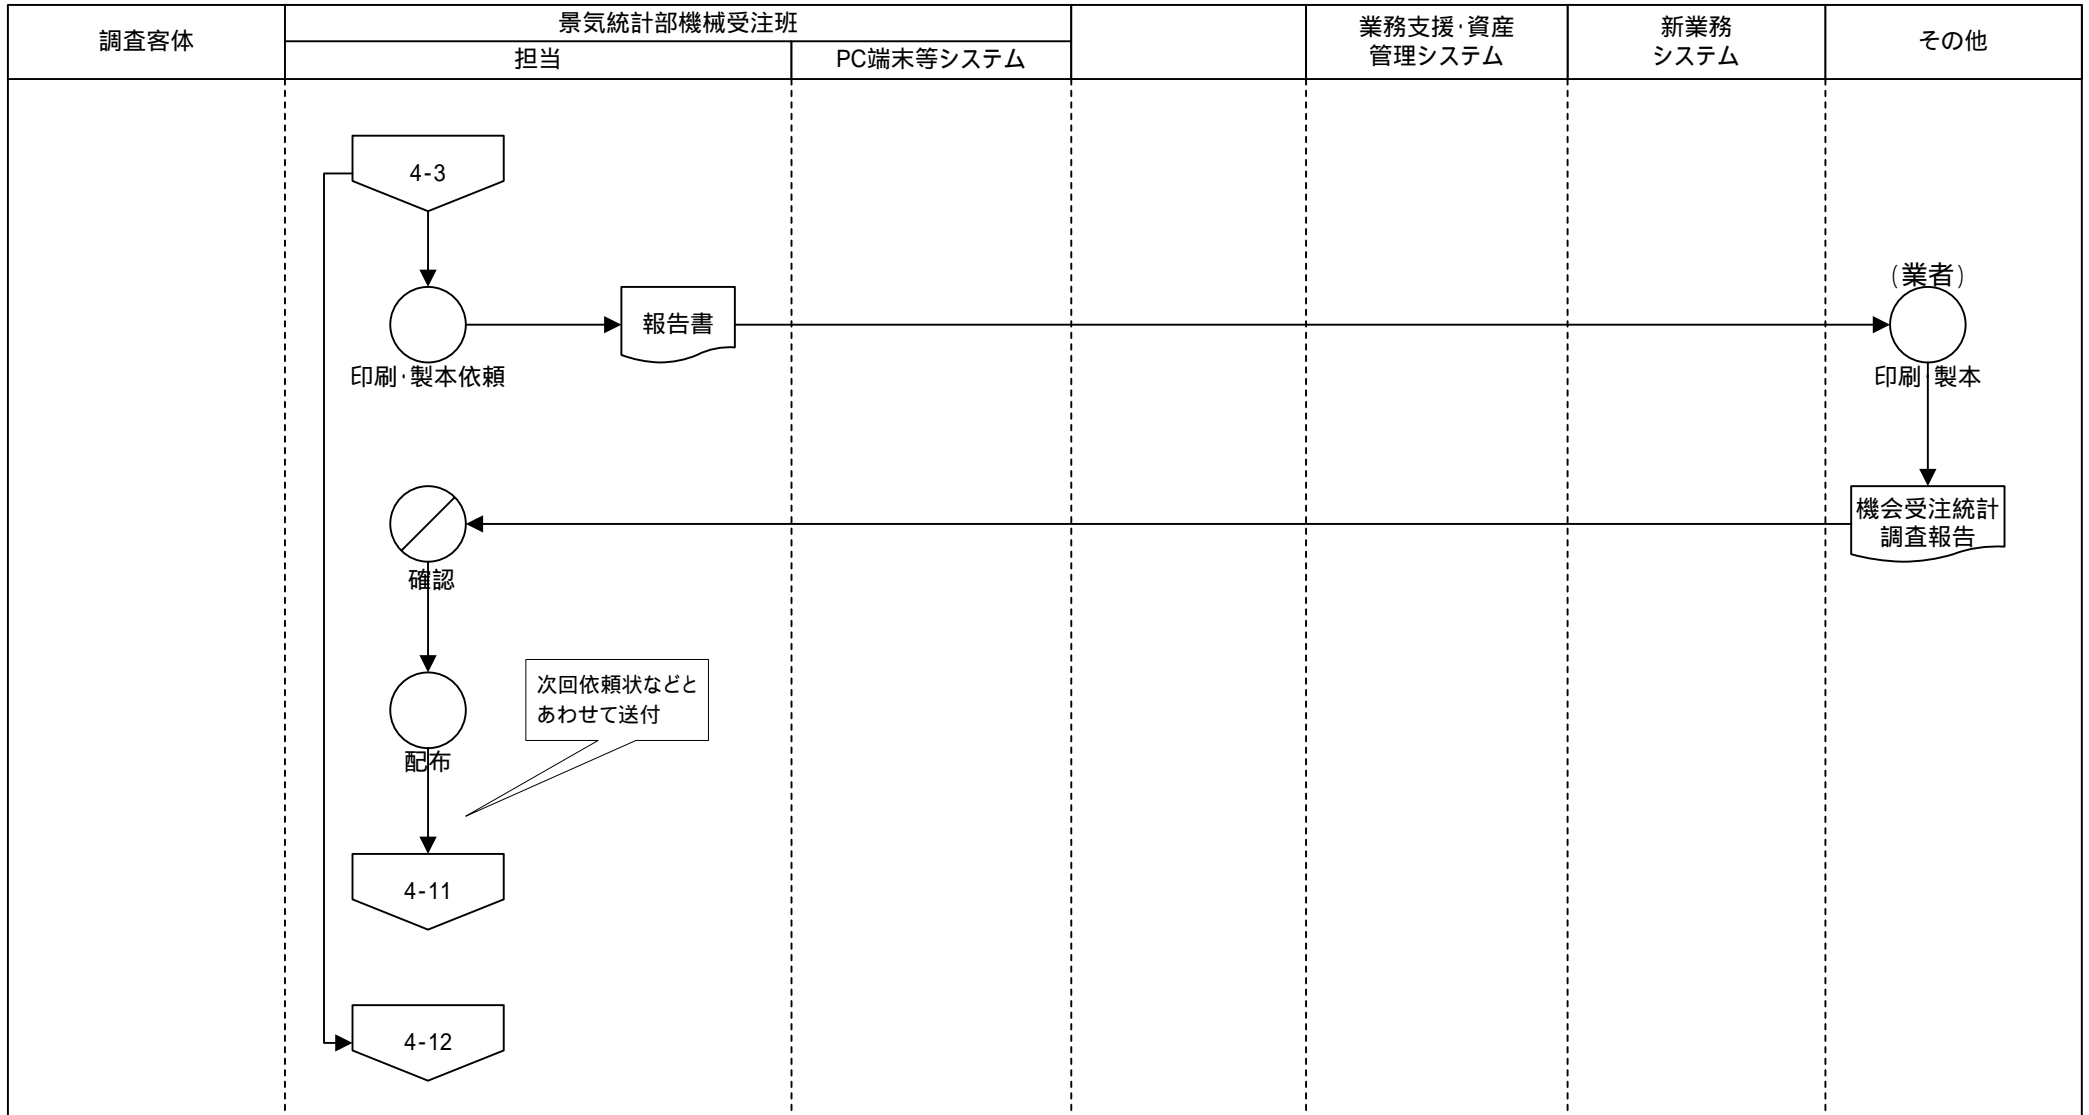 調査客体
景気統計部機械受注班
担当
PC端末等システム
業務支援・資産
管理システム
新業務
システム
その他
4-3
(業者)
報告書
印刷・製本依頼
印刷・製本
機会受注統計
調査報告
確認
次回依頼状などと
あわせて送付
配布
4-11
4-12